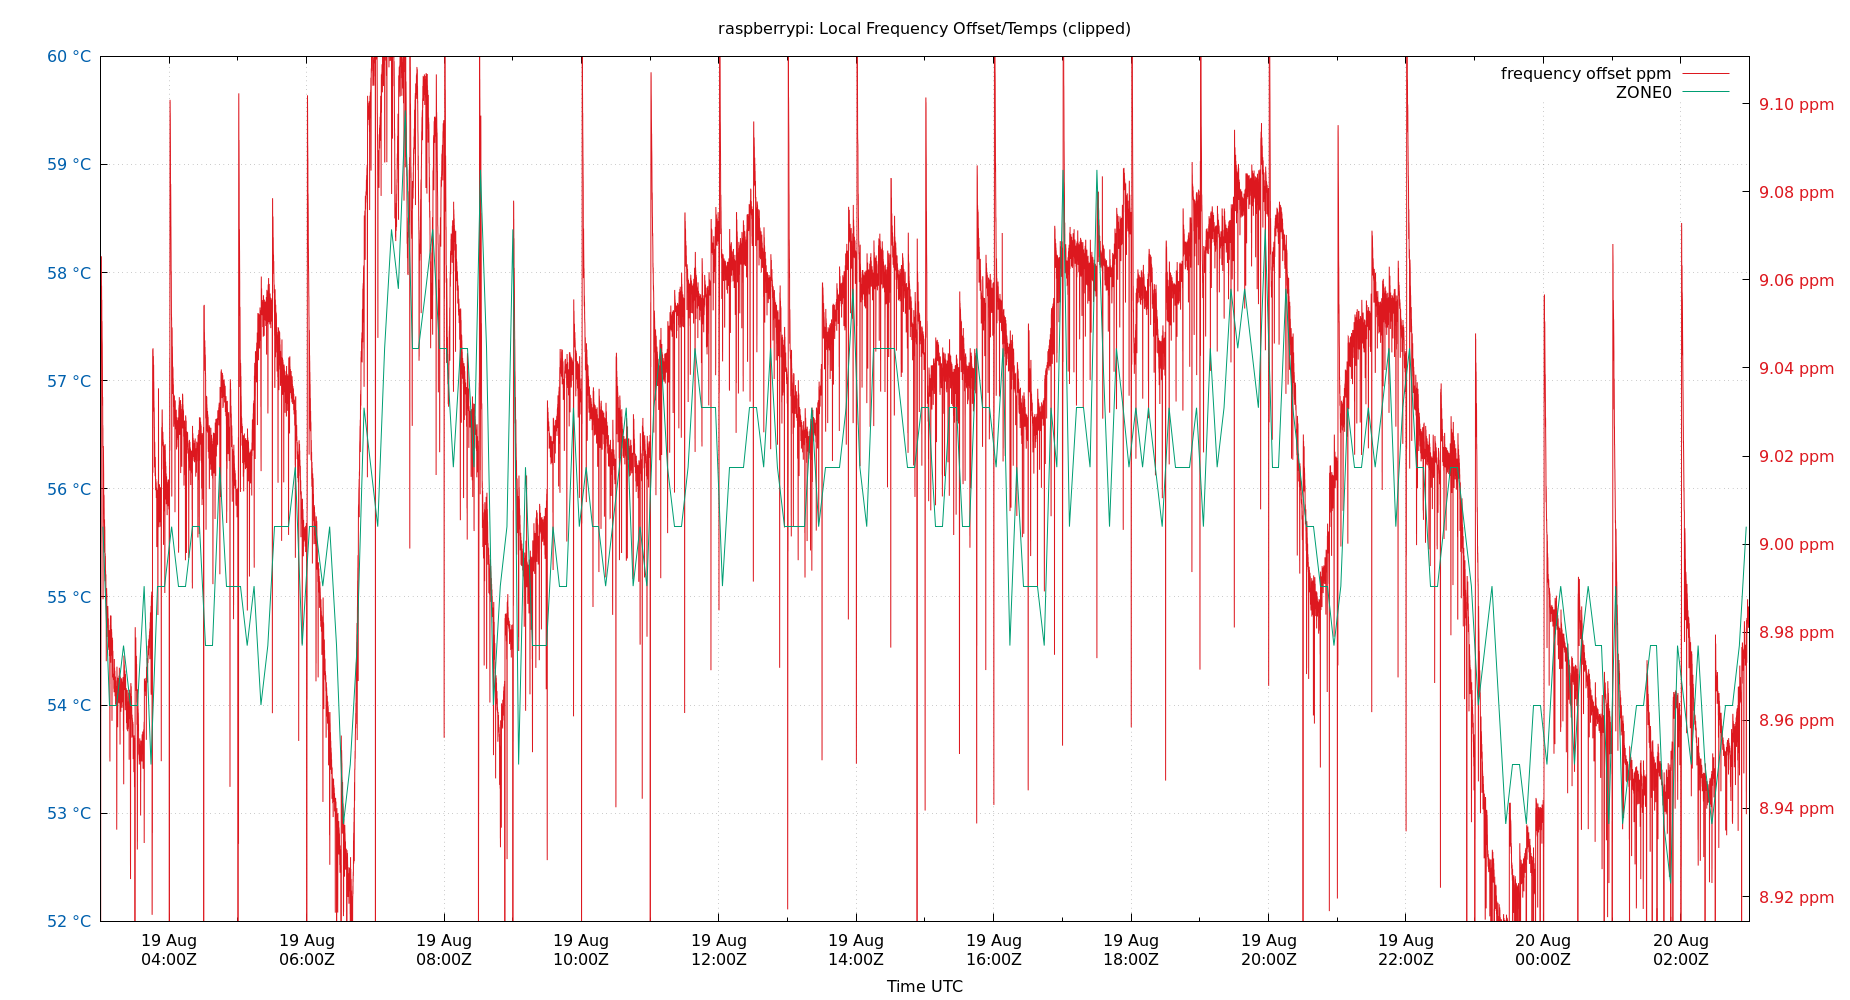 raspberrypi: Local Frequency Offset/Temps (clipped)
frequency offset ppm
ZONE0
60 °C
59 °C
58 °C
57 °C
56 °C
55 °C
54 °C
53 °C
52 °C
9.10 ppm
9.08 ppm
9.06 ppm
9.04 ppm
9.02 ppm
9.00 ppm
8.98 ppm
8.96 ppm
8.94 ppm
8.92 ppm
19 Aug 19 Aug 19 Aug 19 Aug 19 Aug 19 Aug 19 Aug 19 Aug 19 Aug 19 Aug 20 Aug 20 Aug
04:00Z 06:00Z 08:00Z 10:00Z 12:00Z 14:00Z 16:00Z 18:00Z 20:00Z 22:00Z 00:00Z 02:00Z
Time UTC